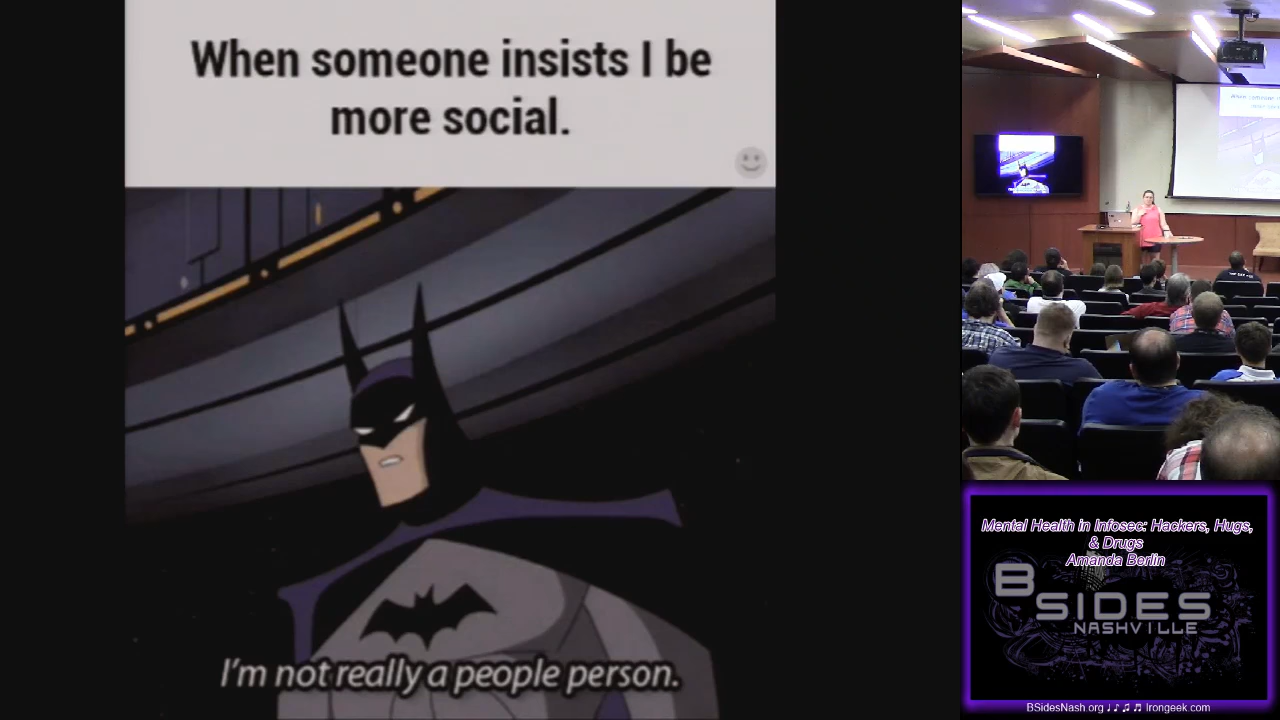 When someone insists I be
more social.
I'm not really a people person.
Mental Health in Infosec: Hackers, Hugs,
& Drugs
Amanda Berlin
BSIDES
NASHVILLE
BSidesNash.org ♩ ♪ ♫ ♬ Irongeek.com